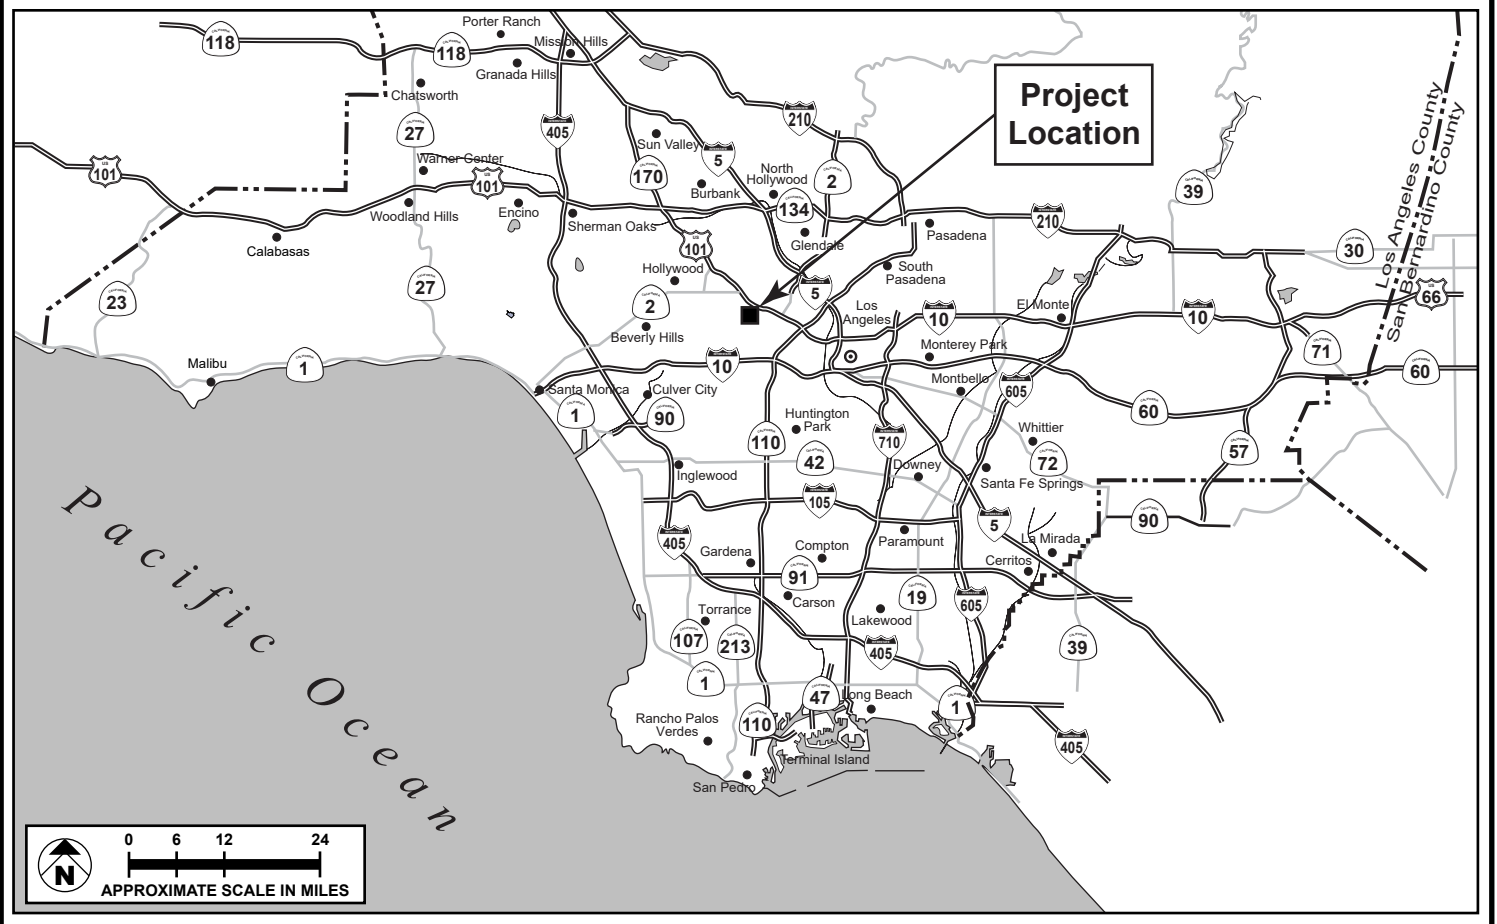 Porter Ranch
Mission Hills
118
118
Granada Hills
Chatsworth
Project
Location
210
27
405
Sun Valley
5
Los Angeles County
San Bernardino County
Warner Center
US
101
US
101
170
North
Hollywood
2
Burbank
39
134
Woodland Hills
Encino
Sherman Oaks
210
Glendale
Pasadena
US
101
Calabasas
30
Hollywood
South
Pasadena
27
5
23
2
US
66
Los
Angeles
El Monte
10
10
Beverly Hills
Monterey Park
71
Malibu
1
10
60
Montbello
Santa Monica
Culver City
605
1
90
60
Huntington
Park
110
710
Whittier
42
72
57
Inglewood
Downey
Santa Fe Springs
105
Pacific Ocean
5
90
405
Paramount
La Mirada
Gardena
Compton
Cerritos
91
19
605
Carson
Torrance
Lakewood
107
213
405
39
1
47
Long Beach
1
Rancho Palos
Verdes
110
405
Terminal Island
San Pedro
0 6 12 24
N
APPROXIMATE SCALE IN MILES